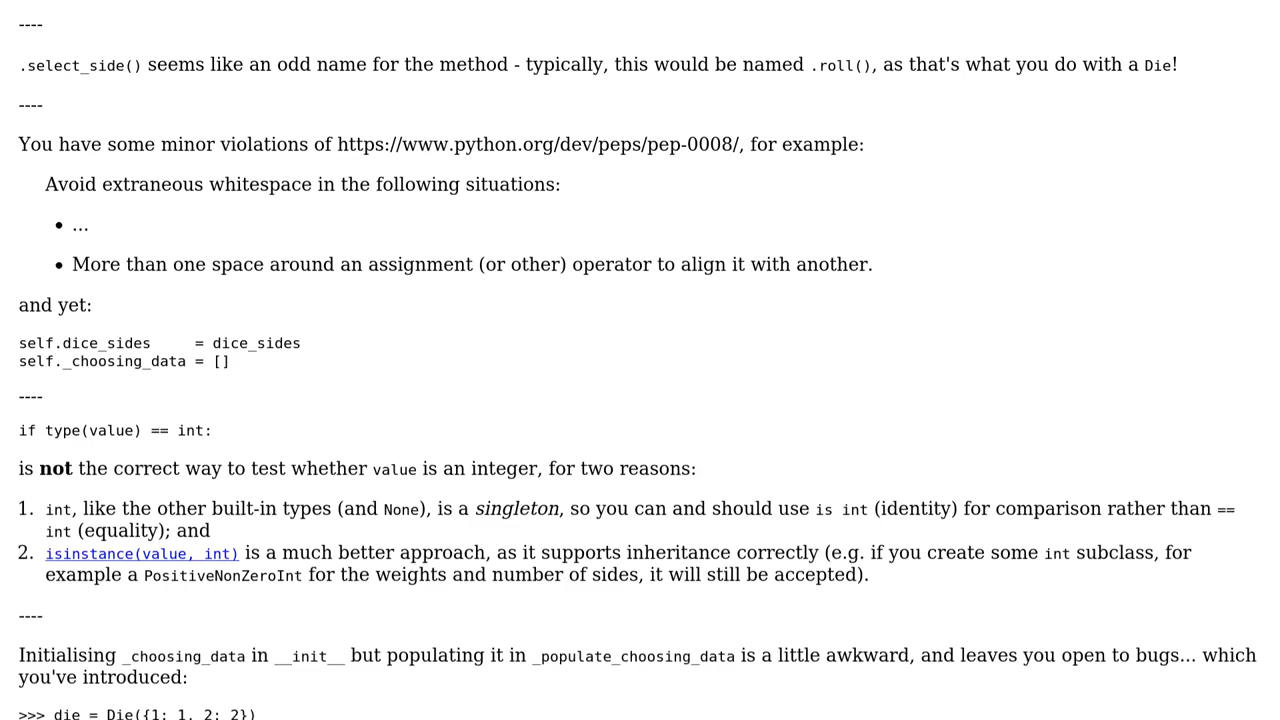 ----
.select_side() seems like an odd name for the method - typically, this would be named .roll(), as that's what you do with a Die!
----
You have some minor violations of https://www.python.org/dev/peps/pep-0008/, for example:
Avoid extraneous whitespace in the following situations:
• ...
• More than one space around an assignment (or other) operator to align it with another.
and yet:
self.dice_sides     = dice_sides
self._choosing_data = []
----
if type(value) == int:
is not the correct way to test whether value is an integer, for two reasons:
1. int, like the other built-in types (and None), is a singleton, so you can and should use is int (identity) for comparison rather than ==
int (equality); and
2. isinstance(value, int) is a much better approach, as it supports inheritance correctly (e.g. if you create some int subclass, for
example a PositiveNonZeroInt for the weights and number of sides, it will still be accepted).
----
Initialising _choosing_data in __init__ but populating it in _populate_choosing_data is a little awkward, and leaves you open to bugs... which
you've introduced:
>>> die = Die({1: 1, 2: 2})